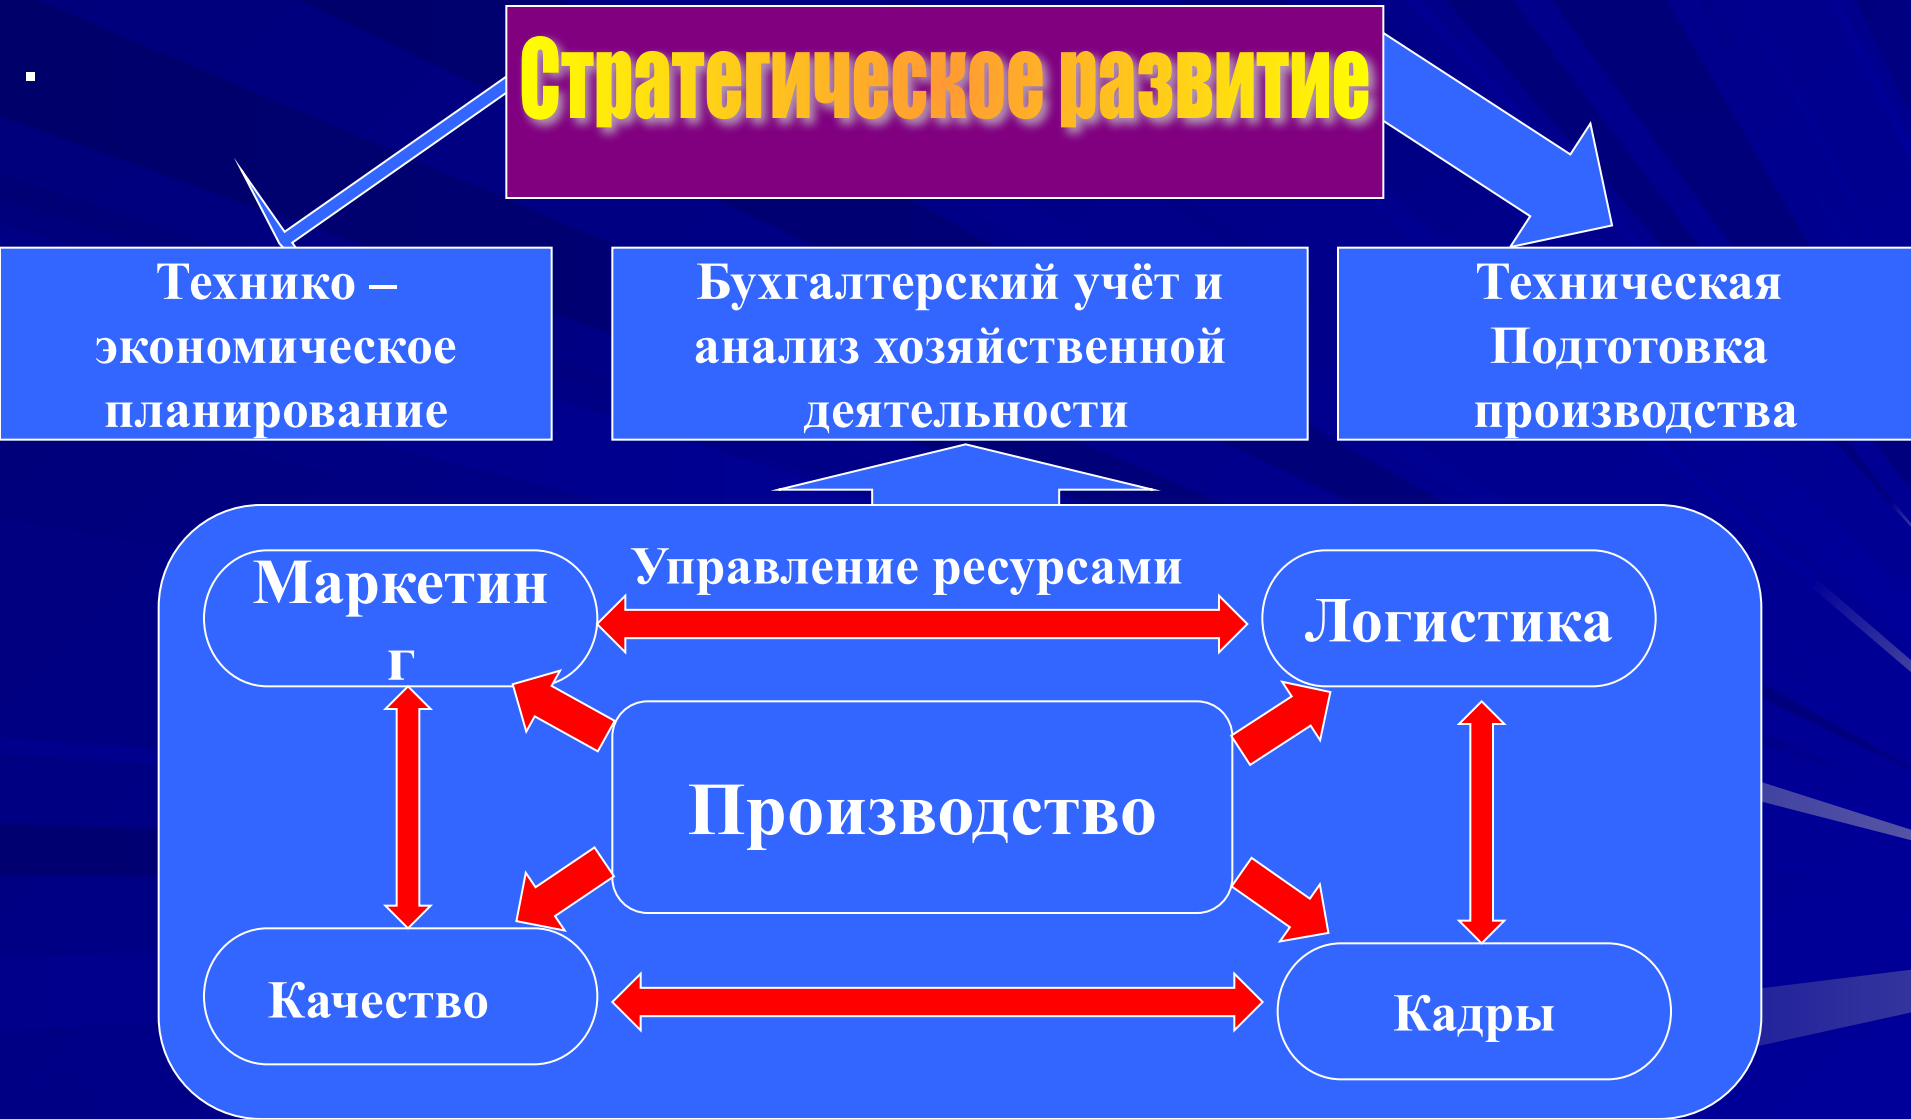 Стратегическое развитие
Технико –
экономическое
планирование
Бухгалтерский учёт и
анализ хозяйственной
деятельности
Техническая
Подготовка
производства
Управление ресурсами
Маркетин
г
Логистика
Производство
Качество
Кадры